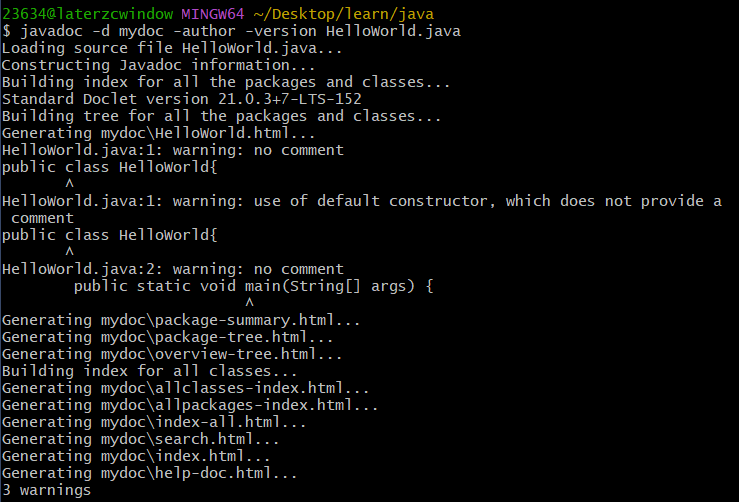 23634@laterzcwindow MINGW64 ~/Desktop/learn/java
$ javadoc -d mydoc -author -version HelloWorld.java
Loading source file HelloWorld.java...
Constructing Javadoc information...
Building index for all the packages and classes...
Standard Doclet version 21.0.3+7-LTS-152
Building tree for all the packages and classes...
Generating mydoc\HelloWorld.html...
HelloWorld.java:1: warning: no comment
public class HelloWorld{
       ^
HelloWorld.java:1: warning: use of default constructor, which does not provide a
 comment
public class HelloWorld{
       ^
HelloWorld.java:2: warning: no comment
        public static void main(String[] args) {
                           ^
Generating mydoc\package-summary.html...
Generating mydoc\package-tree.html...
Generating mydoc\overview-tree.html...
Building index for all classes...
Generating mydoc\allclasses-index.html...
Generating mydoc\allpackages-index.html...
Generating mydoc\index-all.html...
Generating mydoc\search.html...
Generating mydoc\index.html...
Generating mydoc\help-doc.html...
3 warnings